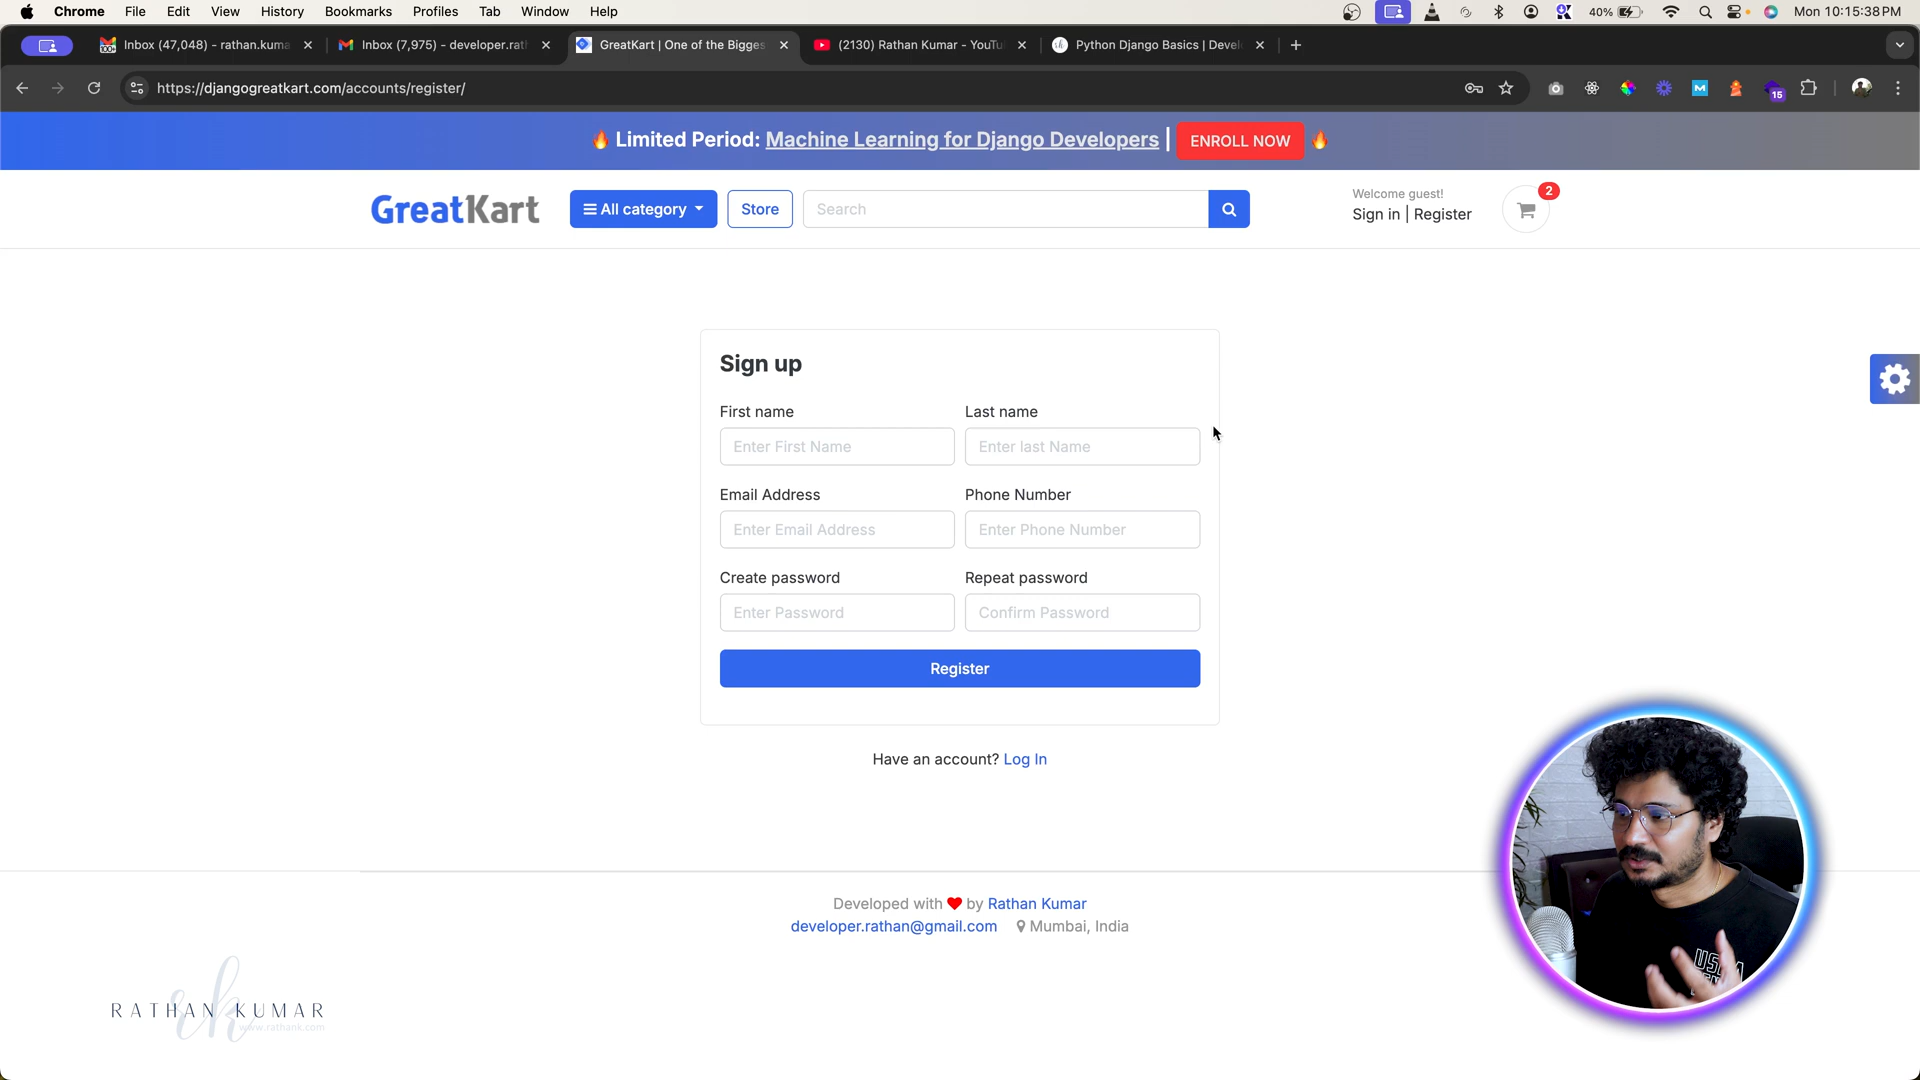 Chrome File Edit View History Bookmarks Profiles Tab Window Help 40% Mon 10:15:38 PM
Inbox (47,048) - rathan.kuma Inbox (7,975) - developer.rath GreatKart | One of the Bigges (2130) Rathan Kumar - YouTu Python Django Basics | Devel
https://djangogreatkart.com/accounts/register/ 15
Limited Period: Machine Learning for Django Developers | ENROLL NOW
GreatKart All category Store Search
Welcome guest!
Sign in | Register
2
Sign up
First name Last name
Enter First Name Enter last Name
Email Address Phone Number
Enter Email Address Enter Phone Number
Create password Repeat password
Enter Password Confirm Password
Register
Have an account? Log In
Developed with ❤ by Rathan Kumar
developer.rathan@gmail.com Mumbai, India
RATHAN KUMAR
www.rathank.com